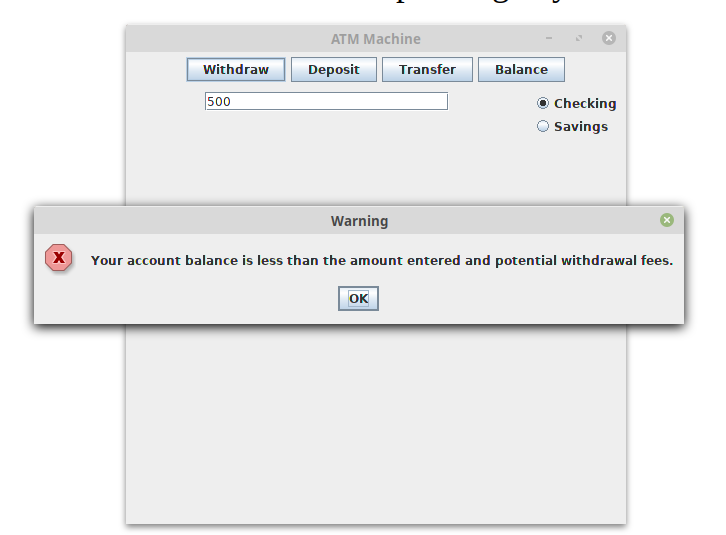 ATM Machine
Withdraw Deposit Transfer Balance
500
Checking
Savings
Warning
X
Your account balance is less than the amount entered and potential withdrawal fees.
OK